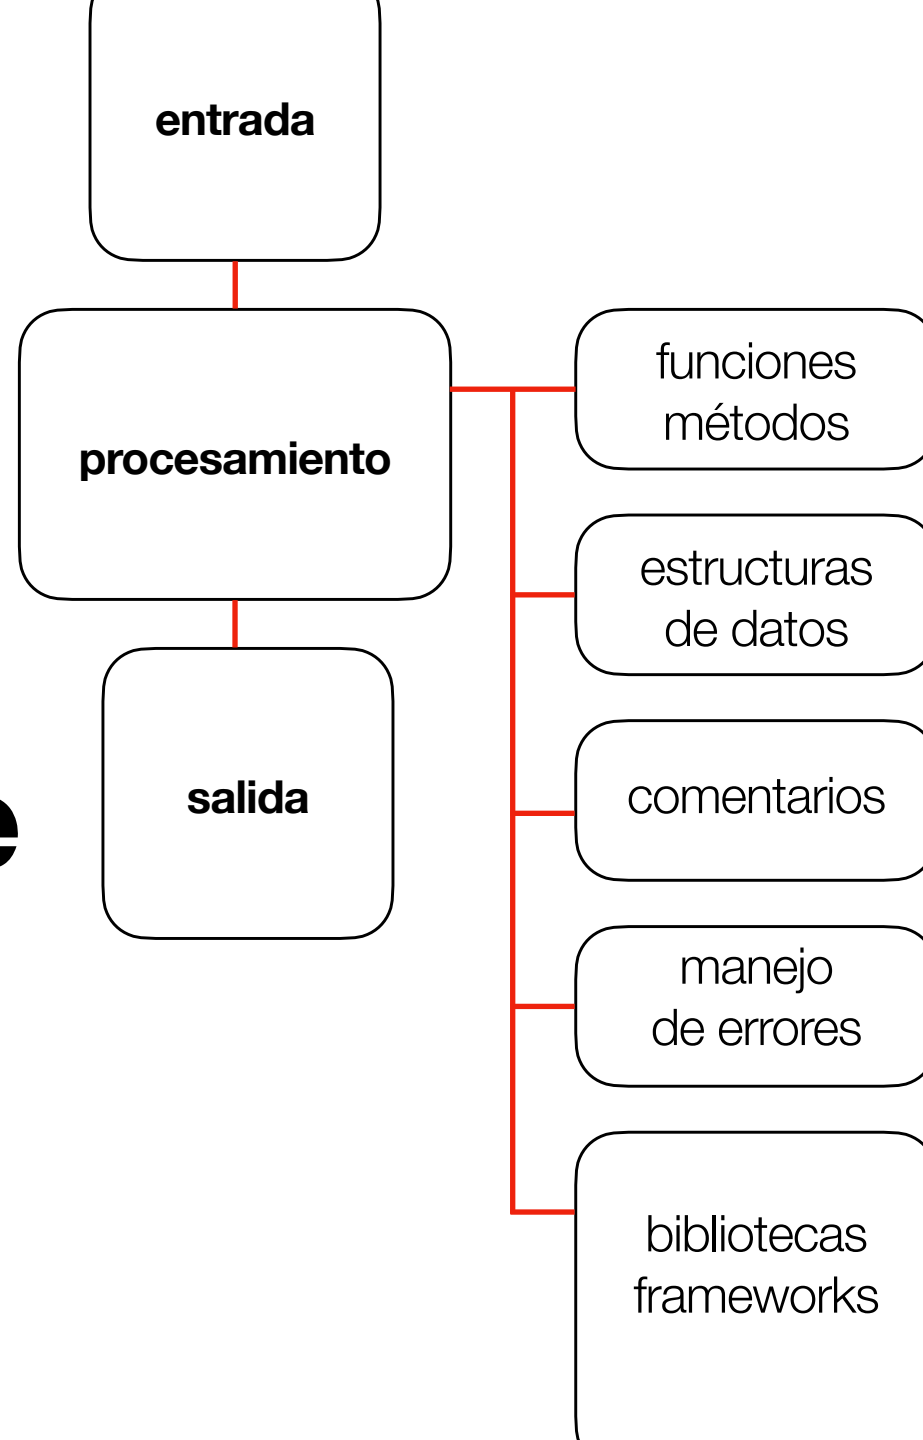 entrada
procesamiento
salida
funciones
métodos
estructuras
de datos
comentarios
manejo
de errores
bibliotecas
frameworks